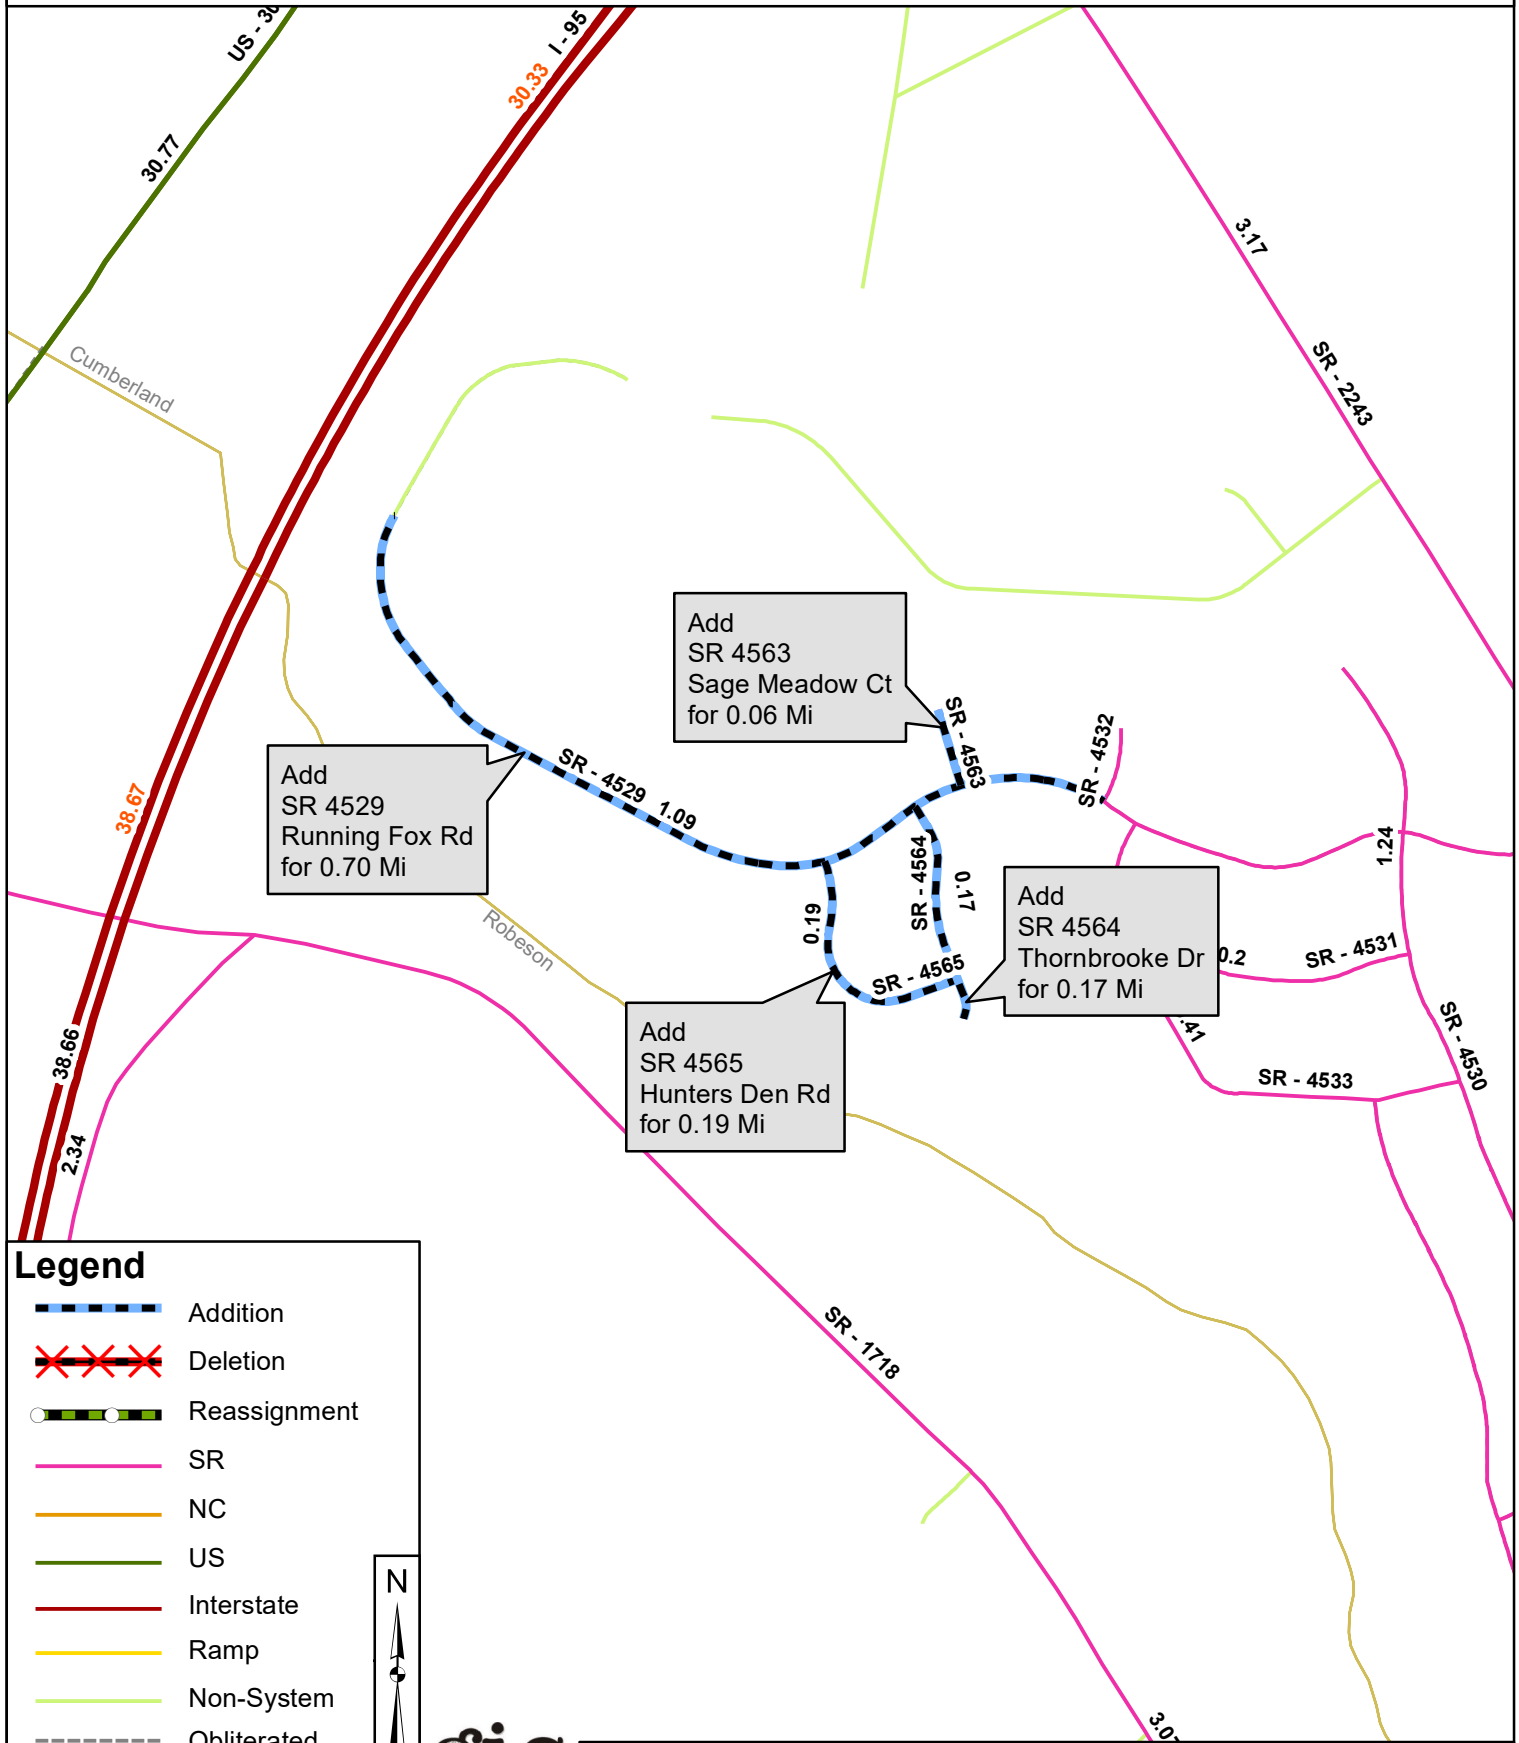 US - 30
I - 95
30.33
30.77
3.17
SR - 2243
Cumberland
Add
SR 4563
Sage Meadow Ct
for 0.06 Mi
SR - 4563
SR - 4532
Add
SR 4529
Running Fox Rd
for 0.70 Mi
SR - 4529
1.09
38.67
1.24
SR - 4564
0.17
0.19
Add
SR 4564
Thornbrooke Dr
for 0.17 Mi
0.2
SR - 4531
Robeson
SR - 4565
Add
SR 4565
Hunters Den Rd
for 0.19 Mi
.41
SR - 4530
SR - 4533
38.66
2.34
SR - 1718
3.07
Legend
Addition
Deletion
Reassignment
SR
NC
US
Interstate
Ramp
Non-System
Obliterated
N